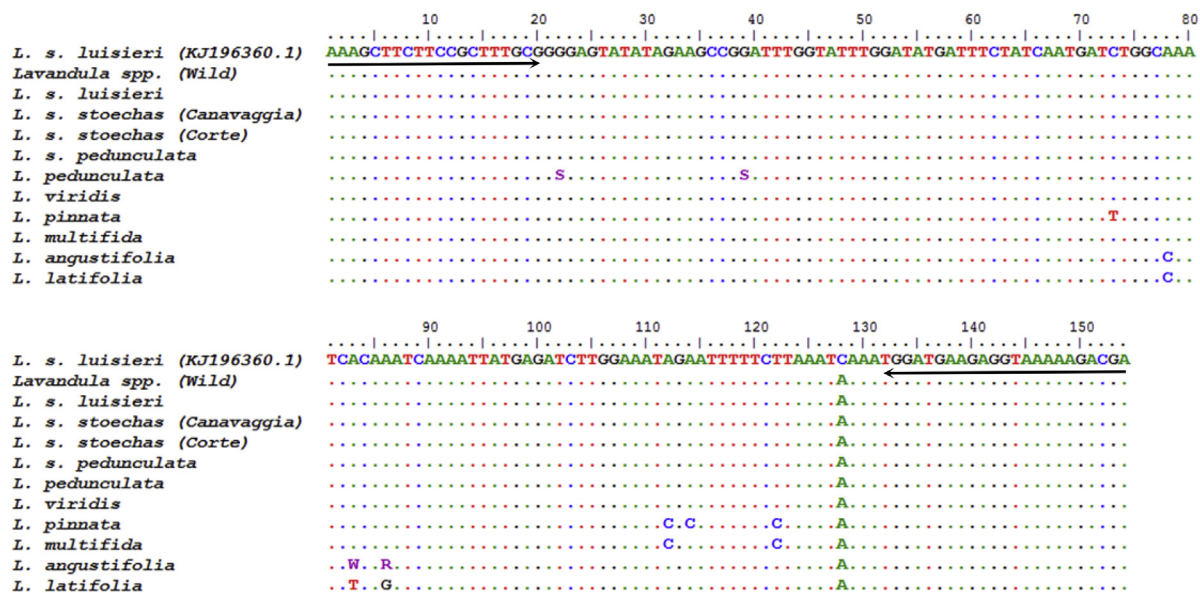 10 20 30 40 50 60 70 80
L. s. luisieri (KJ196360.1) AAAGCTTCTTCCGCTTTGCGGGGAGTATATAGAAGCCGGATTTGGTATTTGGATATGATTTCTATCAATGATCTGGCAAA
Lavandula spp. (Wild) ................................................................................
L. s. luisieri ................................................................................
L. s. stoechas (Canavaggia) ................................................................................
L. s. stoechas (Corte) ................................................................................
L. s. pedunculata ................................................................................
L. pedunculata .....................S................S.........................................
L. viridis ................................................................................
L. pinnata ........................................................................T.......
L. multifida ................................................................................
L. angustifolia .............................................................................C..
L. latifolia .............................................................................C..
90 100 110 120 130 140 150
L. s. luisieri (KJ196360.1) TCACAAATCAAAATTATGAGATCTTGGAAATAGAATTTTTCTTAAATCAAATGGATGAAGAGGTAAAAAGACGA
Lavandula spp. (Wild) ...............................................A..........................
L. s. luisieri ...............................................A..........................
L. s. stoechas (Canavaggia) ...............................................A..........................
L. s. stoechas (Corte) ...............................................A..........................
L. s. pedunculata ...............................................A..........................
L. pedunculata ...............................................A..........................
L. viridis ...............................................A..........................
L. pinnata ...............................C.C.......C.....A..........................
L. multifida ...............................C.........C.....A..........................
L. angustifolia ..W..R.........................................A..........................
L. latifolia ..T..G.........................................A..........................